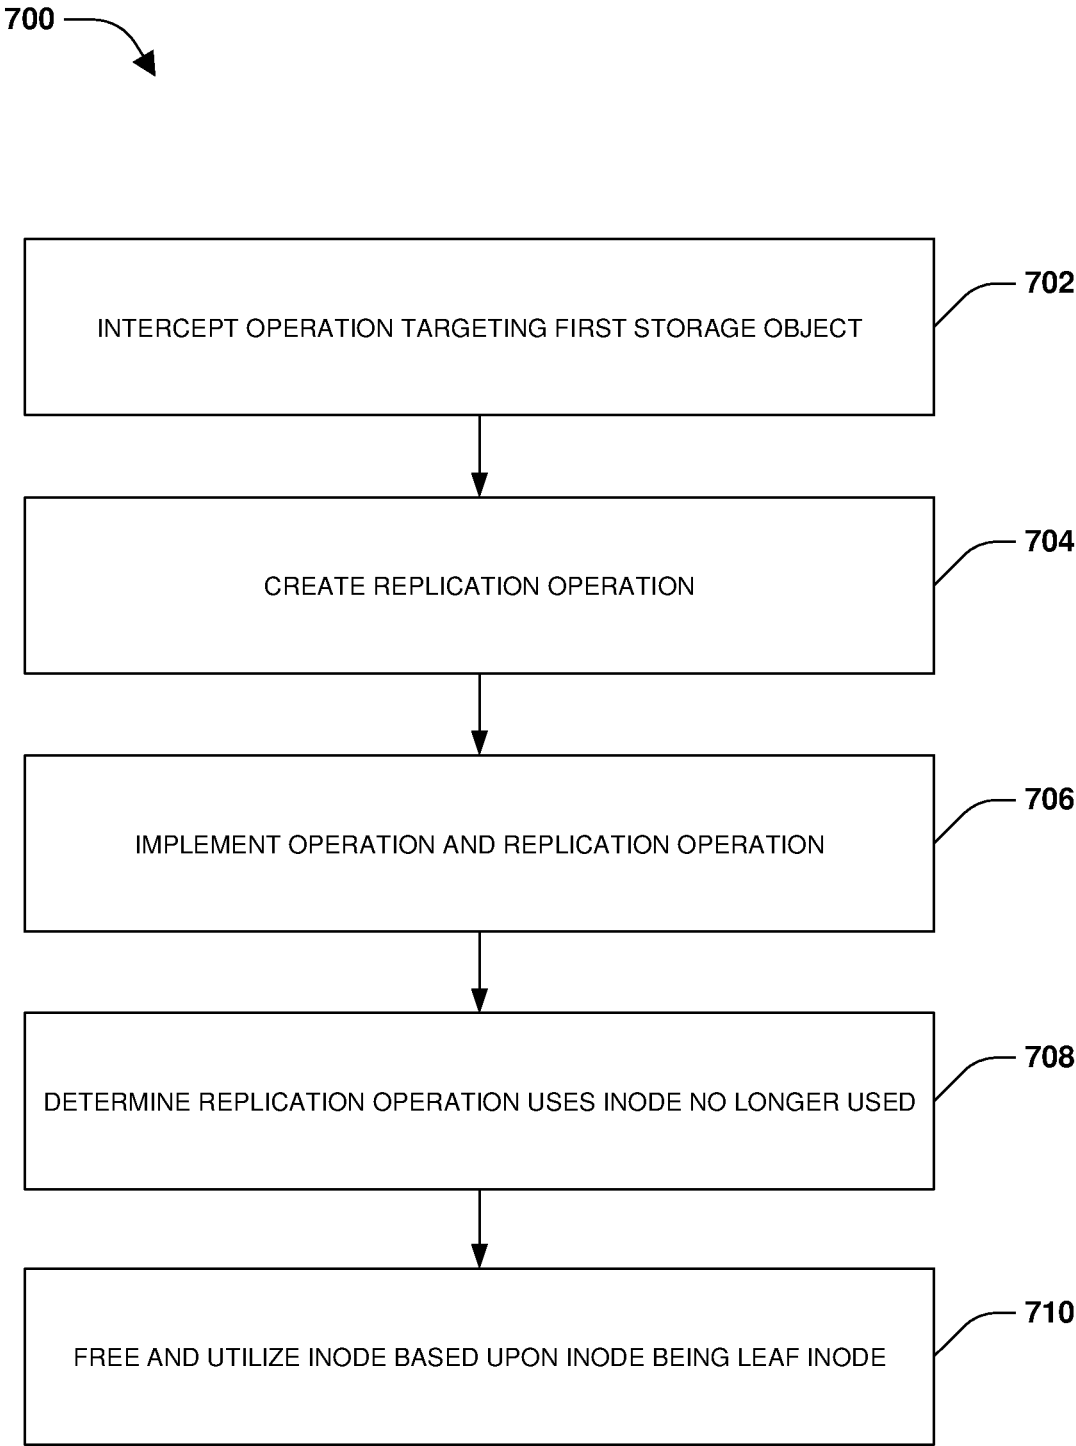 700
INTERCEPT OPERATION TARGETING FIRST STORAGE OBJECT
702
CREATE REPLICATION OPERATION
704
IMPLEMENT OPERATION AND REPLICATION OPERATION
706
DETERMINE REPLICATION OPERATION USES INODE NO LONGER USED
708
FREE AND UTILIZE INODE BASED UPON INODE BEING LEAF INODE
710